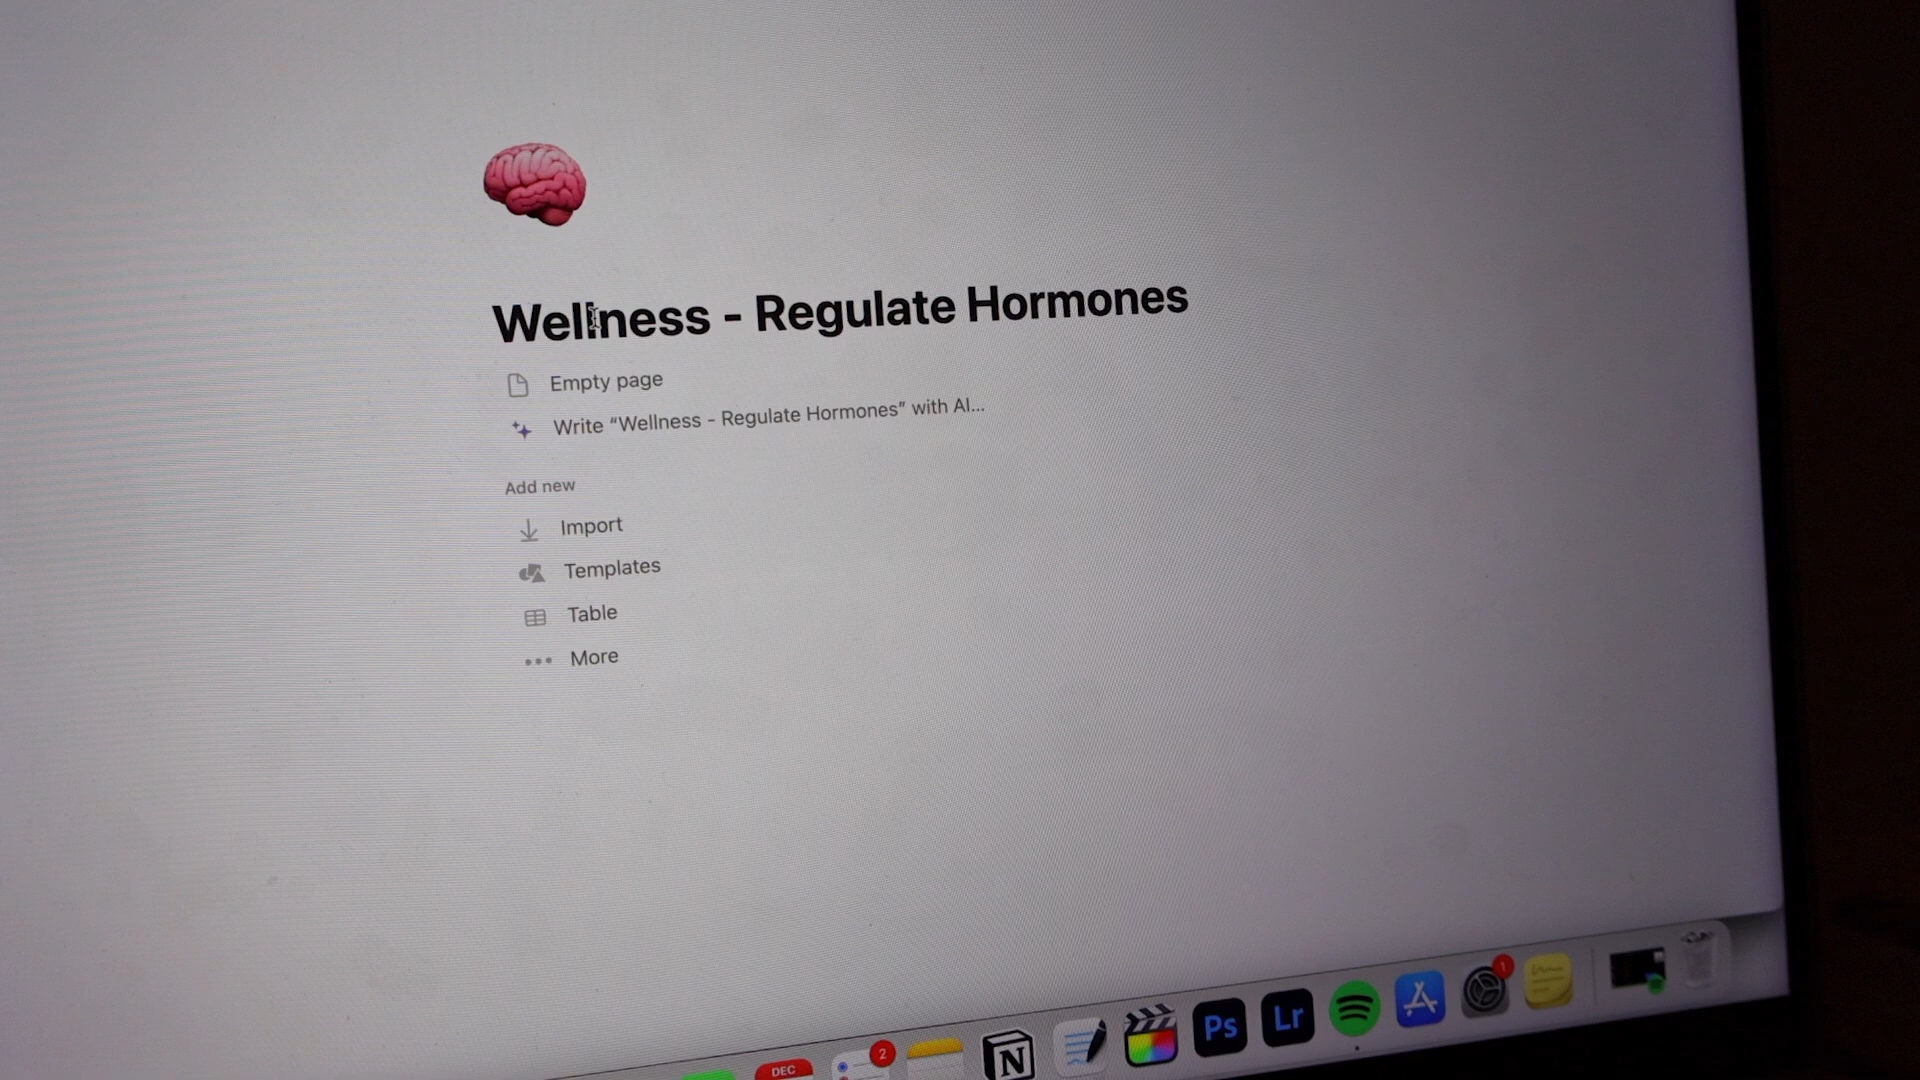 Wellness - Regulate Hormones
Empty page
Write “Wellness - Regulate Hormones” with AI...
Add new
Import
Templates
Table
More
DEC
2
N
Ps
Lr
1